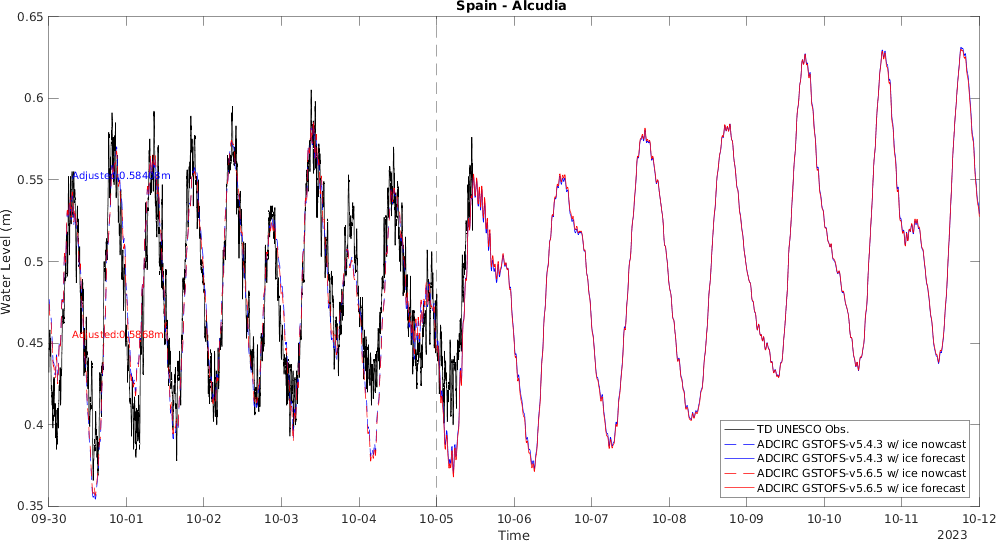 Spain - Alcudia
0.65
0.6
0.55
0.5
0.45
0.4
0.35
Water Level (m)
Adjusted:0.5868m
TD UNESCO Obs.
ADCIRC GSTOFS-v5.4.3 w/ ice nowcast
ADCIRC GSTOFS-v5.4.3 w/ ice forecast
ADCIRC GSTOFS-v5.6.5 w/ ice nowcast
ADCIRC GSTOFS-v5.6.5 w/ ice forecast
09-30 10-01 10-02 10-03 10-04 10-05 10-06 10-07 10-08 10-09 10-10 10-11 10-12
Time
2023